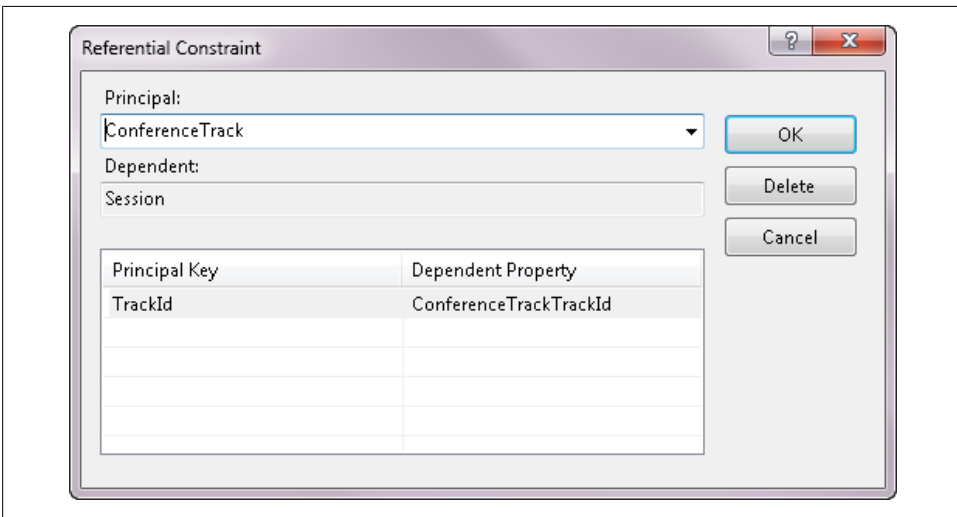 Referential Constraint
Principal:
ConferenceTrack
OK
Dependent:
Delete
Session
Cancel
Principal Key Dependent Property
TrackId ConferenceTrackTrackId